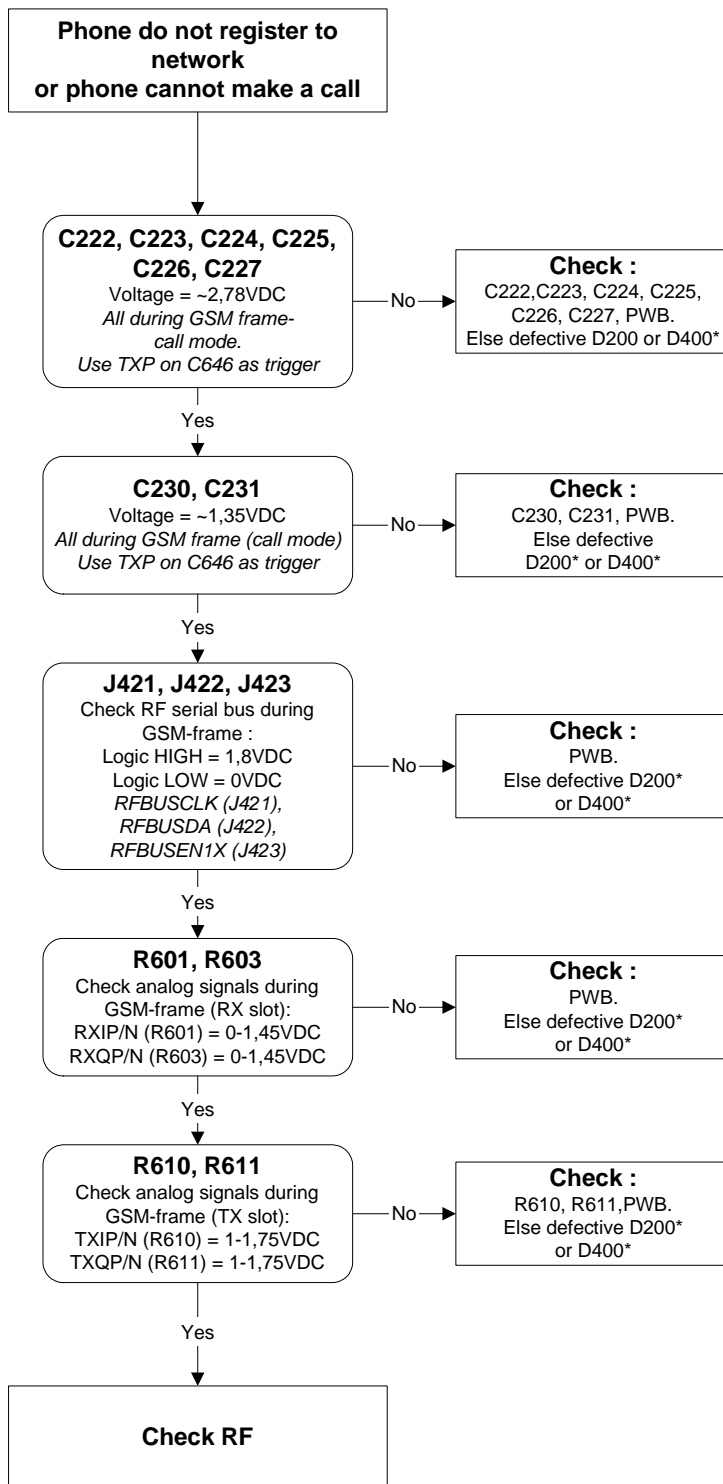 Phone do not register to
network
or phone cannot make a call
C222, C223, C224, C225,
C226, C227
Voltage = ~2,78VDC
All during GSM frame-
call mode.
Use TXP on C646 as trigger
No
Check :
C222,C223, C224, C225,
C226, C227, PWB.
Else defective D200 or D400*
Yes
C230, C231
Voltage = ~1,35VDC
All during GSM frame (call mode)
Use TXP on C646 as trigger
No
Check :
C230, C231, PWB.
Else defective
D200* or D400*
Yes
J421, J422, J423
Check RF serial bus during
GSM-frame :
Logic HIGH = 1,8VDC
Logic LOW = 0VDC
RFBUSCLK (J421),
RFBUSDA (J422),
RFBUSEN1X (J423)
No
Check :
PWB.
Else defective D200*
or D400*
Yes
R601, R603
Check analog signals during
GSM-frame (RX slot):
RXIP/N (R601) = 0-1,45VDC
RXQP/N (R603) = 0-1,45VDC
No
Check :
PWB.
Else defective D200*
or D400*
Yes
R610, R611
Check analog signals during
GSM-frame (TX slot):
TXIP/N (R610) = 1-1,75VDC
TXQP/N (R611) = 1-1,75VDC
No
Check :
R610, R611,PWB.
Else defective D200*
or D400*
Yes
Check RF